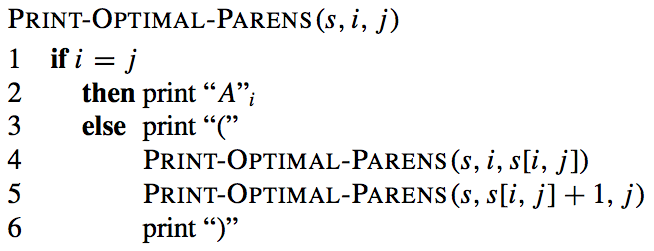 PRINT-OPTIMAL-PARENS(s, i, j)
1 if i = j
2 then print “A”ᵢ
3 else print “(”
4 PRINT-OPTIMAL-PARENS(s, i, s[i, j])
5 PRINT-OPTIMAL-PARENS(s, s[i, j] + 1, j)
6 print “)”